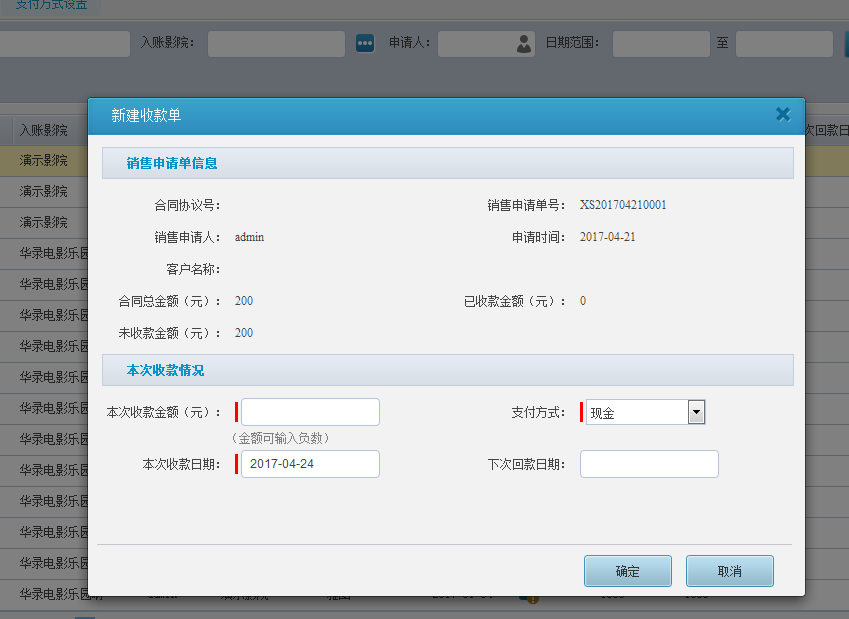 支付方式设置
入账影院：
申请人：
日期范围：
至
入账影院
次回款日
演示影院
演示影院
演示影院
华录电影乐园
华录电影乐园
华录电影乐园
华录电影乐园
华录电影乐园
华录电影乐园
华录电影乐园
华录电影乐园
华录电影乐园
华录电影乐园
华录电影乐园
新建收款单
销售申请单信息
合同协议号：
销售申请单号： XS201704210001
销售申请人： admin
申请时间： 2017-04-21
客户名称：
合同总金额（元）： 200
已收款金额（元）： 0
未收款金额（元）： 200
本次收款情况
本次收款金额（元）：
支付方式： 现金
（金额可输入负数）
本次收款日期： 2017-04-24
下次回款日期：
确定
取消